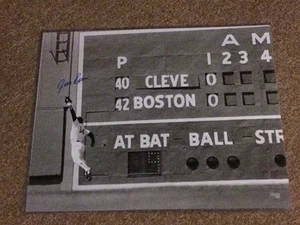 A M
P 1 2 3 4
40 CLEVE 0
42 BOSTON 0
AT BAT BALL STR